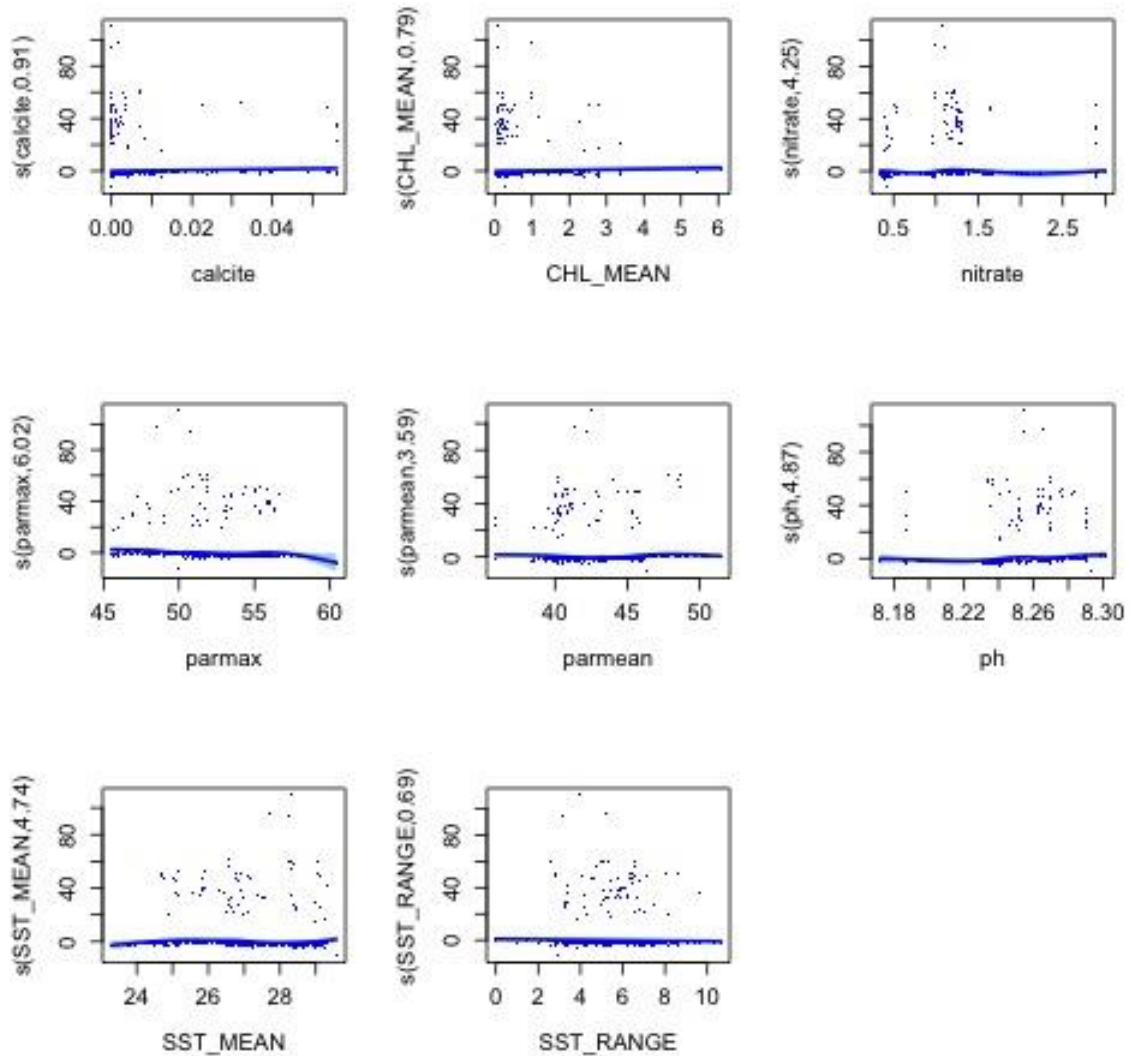 s(calcite,0.91)
80
40
0
0.00 0.02 0.04
calcite
s(CHL_MEAN,0.79)
80
40
0
0 1 2 3 4 5 6
CHL_MEAN
s(nitrate,4.25)
80
40
0
0.5 1.5 2.5
nitrate
s(parmax,6.02)
80
40
0
45 50 55 60
parmax
s(parmean,3.59)
80
40
0
40 45 50
parmean
s(ph,4.87)
80
40
0
8.18 8.22 8.26 8.30
ph
s(SST_MEAN,4.74)
80
40
0
24 26 28
SST_MEAN
s(SST_RANGE,0.69)
80
40
0
0 2 4 6 8 10
SST_RANGE